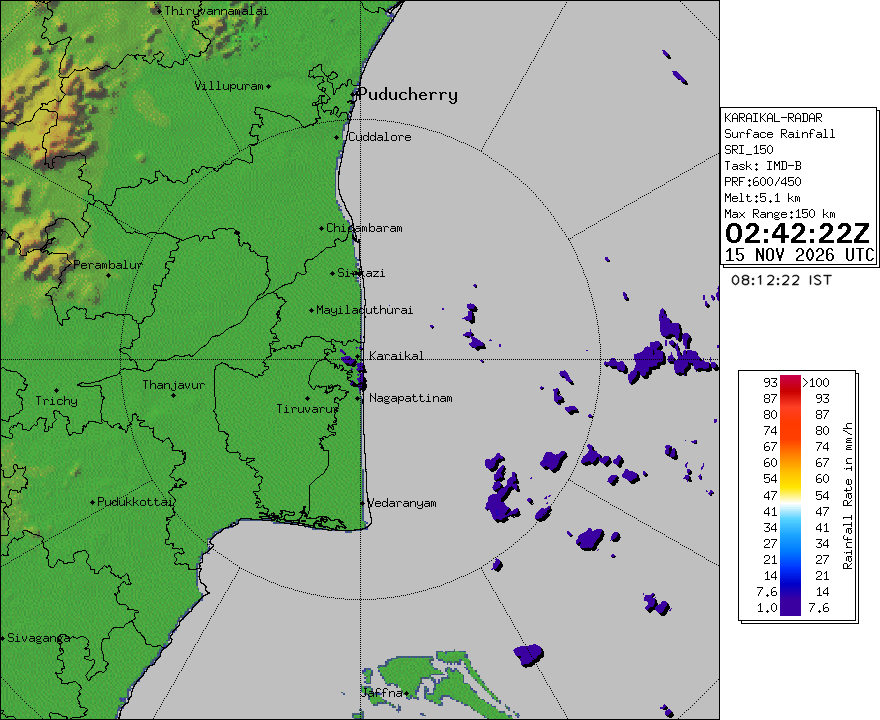 Thiruvannamalai
Villupuram
Puducherry
Cuddalore
Chidambaram
Perambalur
Sirkazi
Mayiladuthurai
Karaikal
Thanjavur
Trichy
Tiruvarur
Nagapattinam
Pudukkottai
Vedaranyam
Sivaganga
Jaffna
KARAIKAL-RADAR
Surface Rainfall
SRI_150
Task: IMD-B
PRF:600/450
Melt:5.1 km
Max Range:150 km
02:42:22Z
15 NOV 2026 UTC
08:12:22 IST
93 >100
87 93
80 87
74 80
67 74
60 67
54 60
47 54
41 47
34 41
27 34
21 27
14 21
7.6 14
1.0 7.6
Rainfall Rate in mm/h